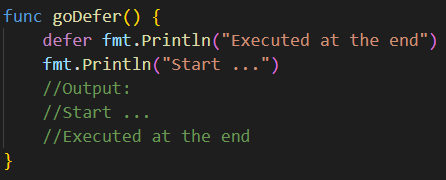 func goDefer() {
    defer fmt.Println("Executed at the end")
    fmt.Println("Start ...")
    //Output:
    //Start ...
    //Executed at the end
}